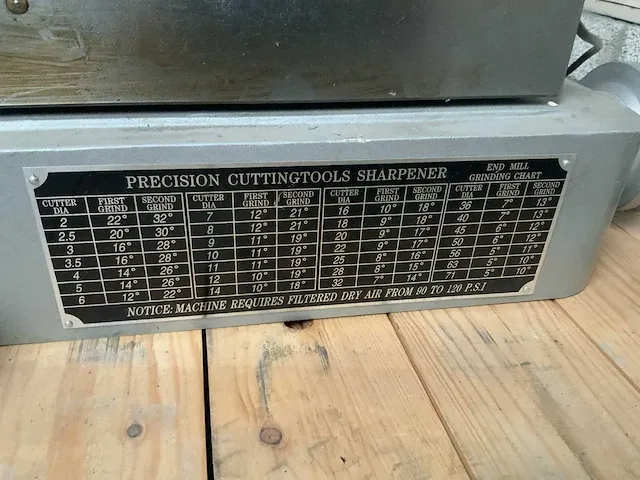 PRECISION CUTTINGTOOLS SHARPENER
END MILL
GRINDING CHART
CUTTER DIA FIRST GRIND SECOND GRIND CUTTER DIA FIRST GRIND SECOND GRIND CUTTER DIA FIRST GRIND SECOND GRIND CUTTER DIA FIRST GRIND SECOND GRIND
2 22° 32° 7 12° 21° 16 10° 18° 36 7° 13°
2.5 20° 30° 8 12° 21° 18 9° 18° 40 7° 13°
3 16° 28° 9 11° 19° 20 9° 17° 45 6° 12°
3.5 16° 28° 10 11° 19° 22 9° 17° 50 6° 12°
4 14° 26° 11 11° 19° 25 8° 16° 56 5° 11°
5 14° 26° 12 10° 19° 28 8° 15° 63 5° 11°
6 12° 22° 14 10° 18° 32 7° 14° 71 5° 10°
NOTICE: MACHINE REQUIRES FILTERED DRY AIR FROM 90 TO 120 P.S.I